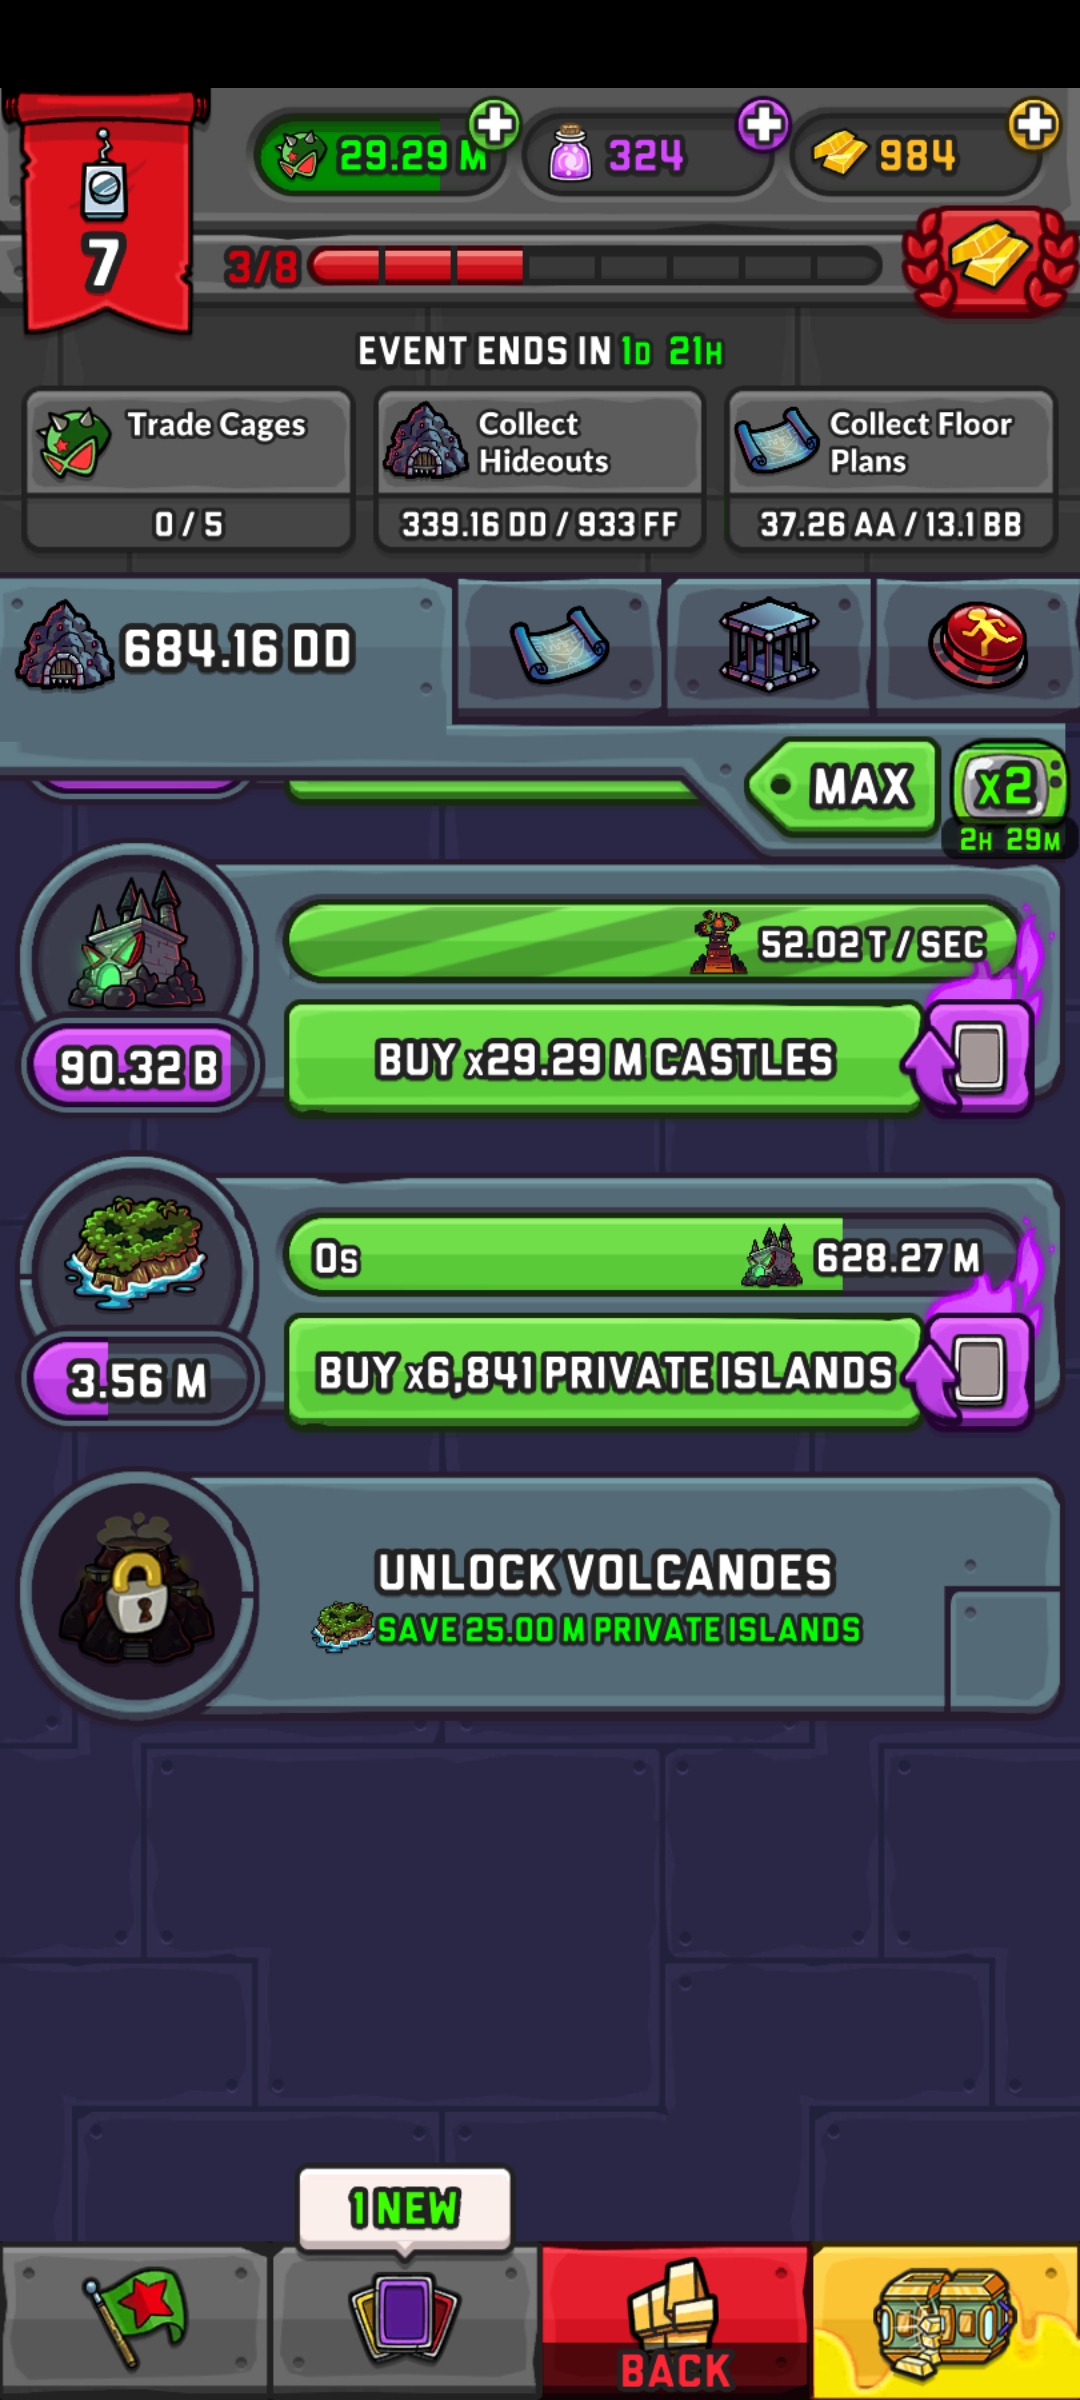 29.29 M
324
984
7
3/8
EVENT ENDS IN 1D 21H
Trade Cages
0 / 5
Collect
Hideouts
339.16 DD / 933 FF
Collect Floor
Plans
37.26 AA / 13.1 BB
684.16 DD
MAX
x2
2H 29M
52.02 T / SEC
90.32 B
BUY x29.29 M CASTLES
0s
628.27 M
3.56 M
BUY x6,841 PRIVATE ISLANDS
UNLOCK VOLCANOES
SAVE 25.00 M PRIVATE ISLANDS
1 NEW
BACK